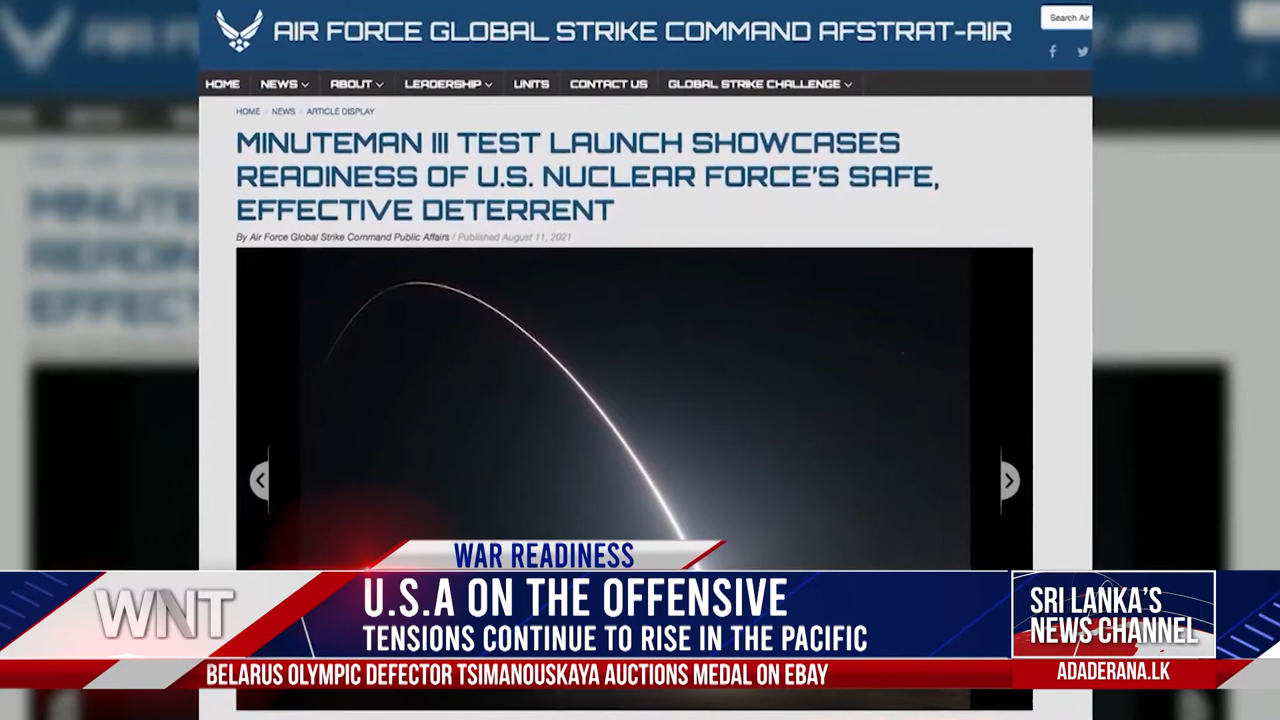 AIR FORCE GLOBAL STRIKE COMMAND AFSTRAT-AIR
Search Air
HOME NEWS ABOUT LEADERSHIP UNITS CONTACT US GLOBAL STRIKE CHALLENGE
HOME NEWS ARTICLE DISPLAY
MINUTEMAN III TEST LAUNCH SHOWCASES
READINESS OF U.S. NUCLEAR FORCE'S SAFE,
EFFECTIVE DETERRENT
By Air Force Global Strike Command Public Affairs / Published August 11, 2021
WAR READINESS
WNT
U.S.A ON THE OFFENSIVE
TENSIONS CONTINUE TO RISE IN THE PACIFIC
SRI LANKA'S
NEWS CHANNEL
BELARUS OLYMPIC DEFECTOR TSIMANOUSKAYA AUCTIONS MEDAL ON EBAY
ADADERANA.LK